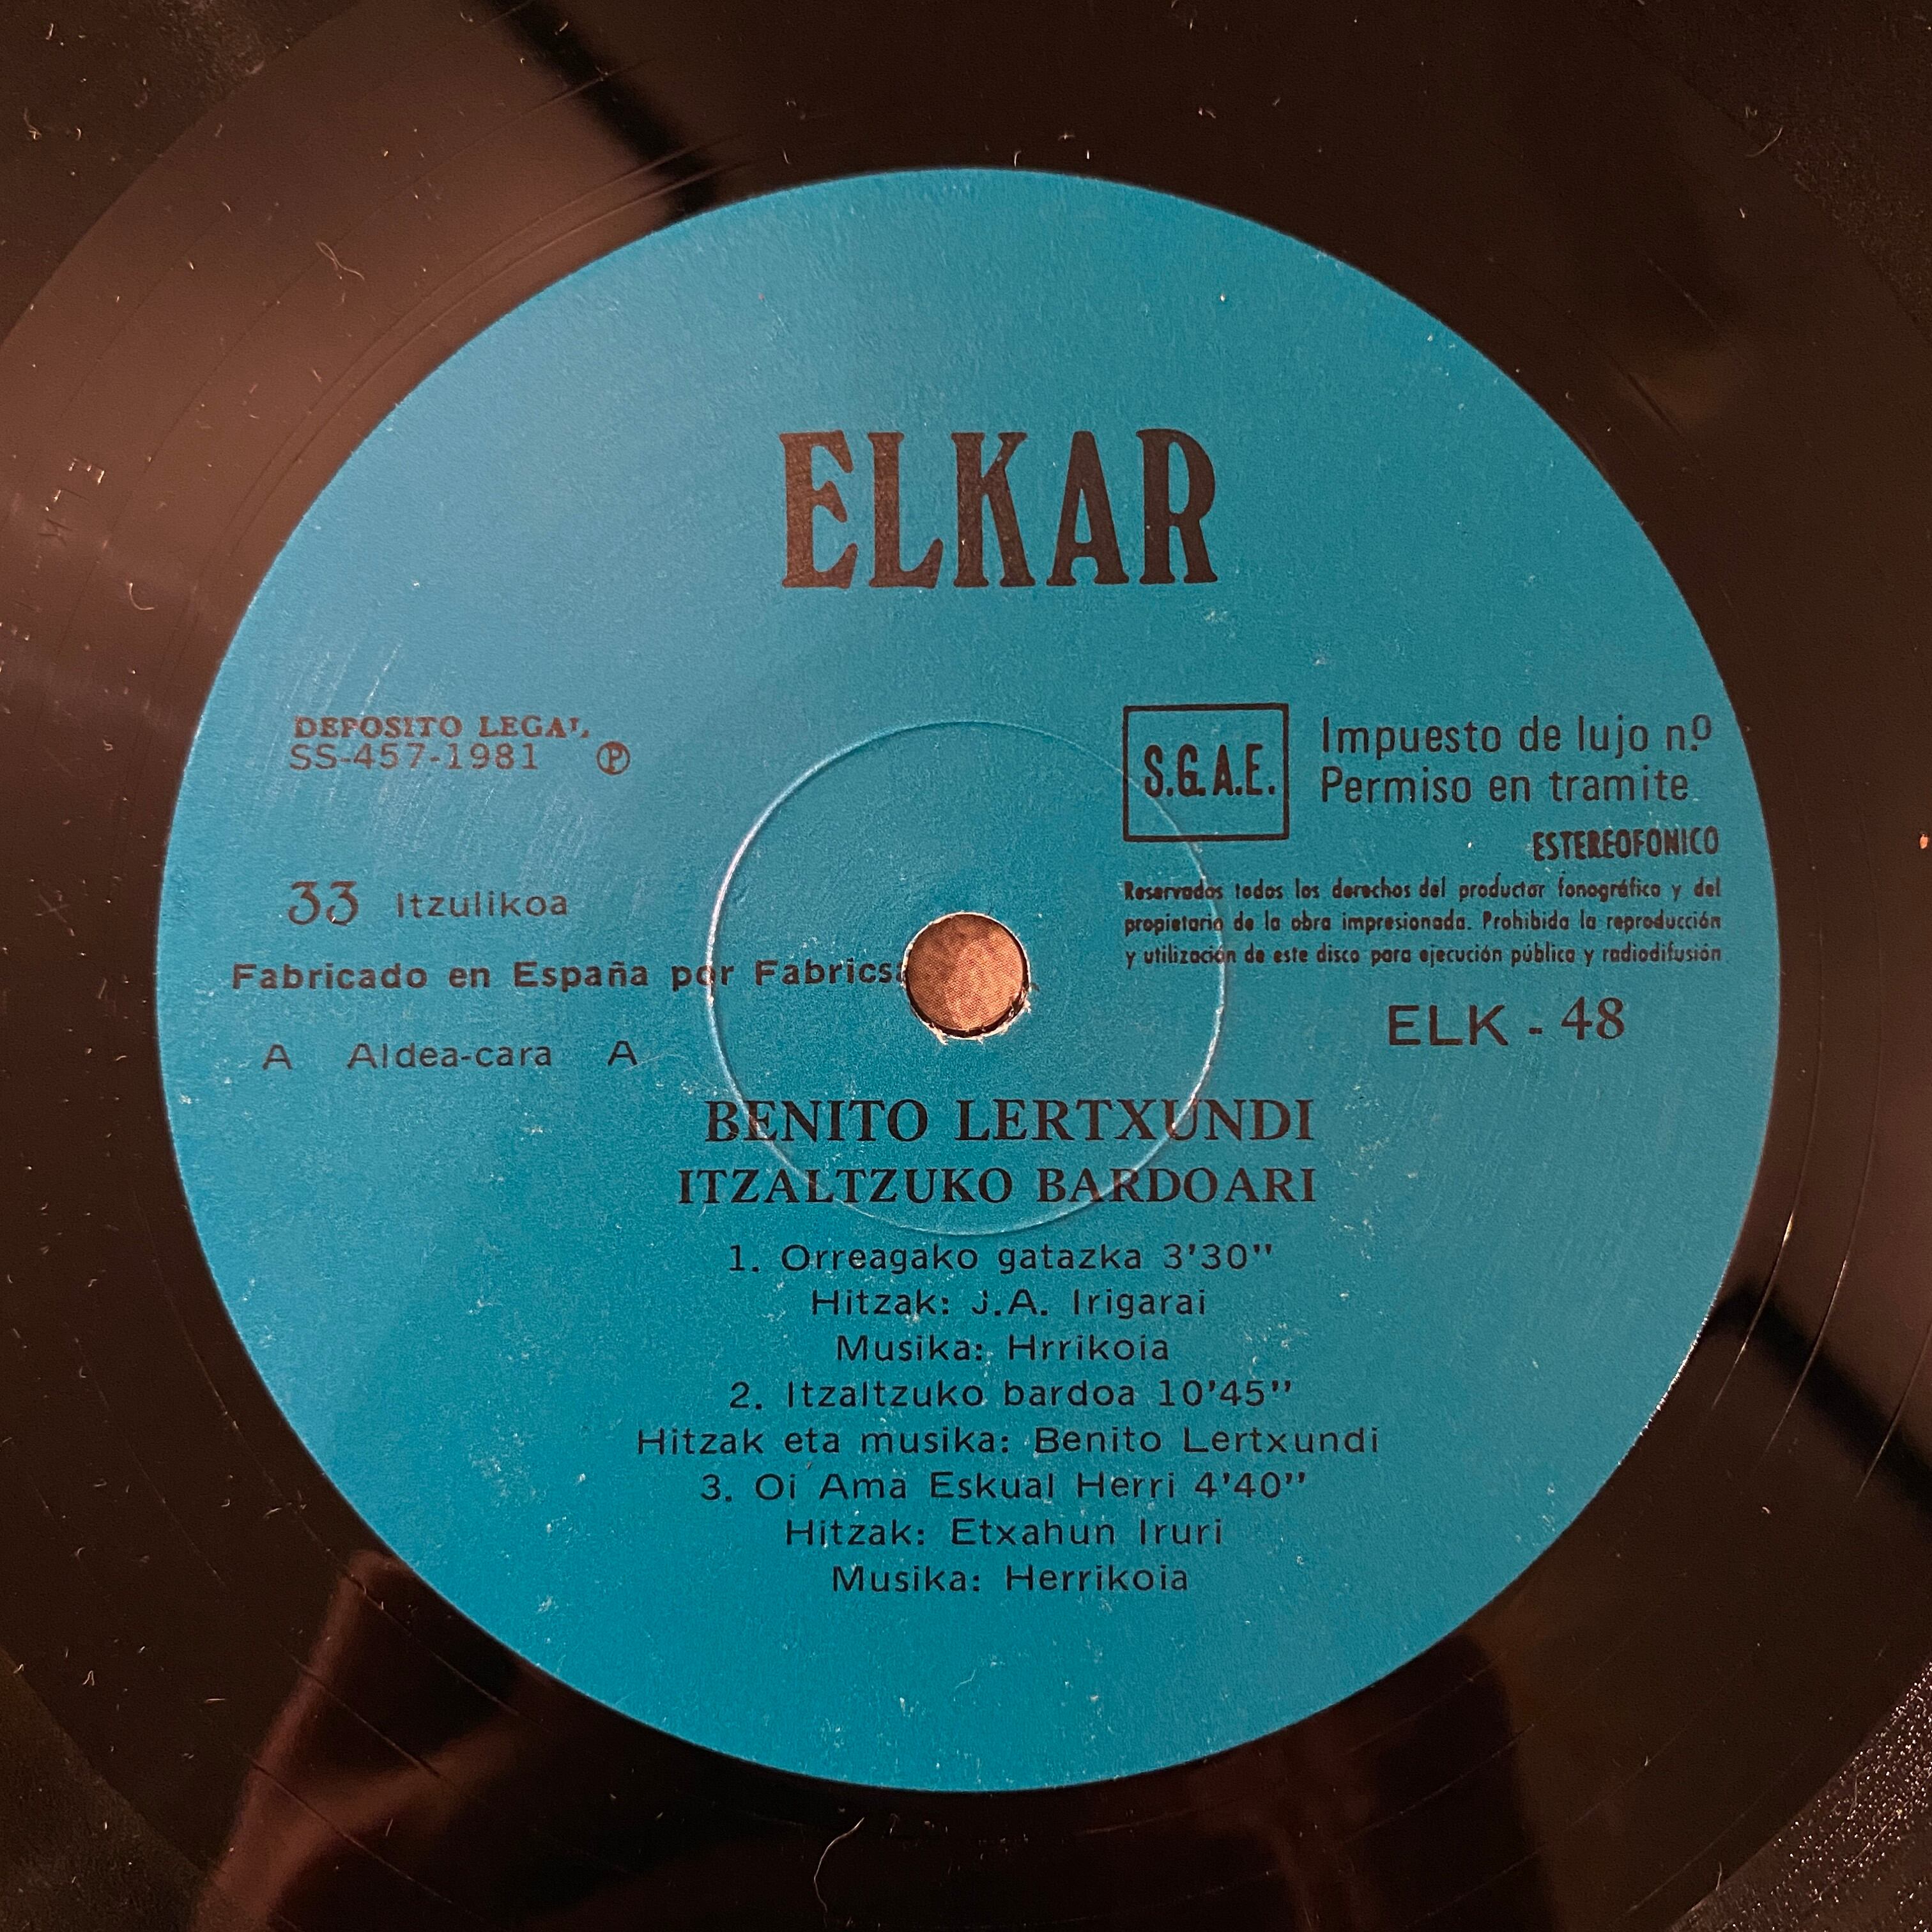 ELKAR
DEPOSITO LEGAL
SS-457-1981 Ⓟ
S.G.A.E.
Impuesto de lujo n.º
Permiso en tramite
ESTEREOFONICO
Reservados todos los derechos del productor fonográfico y del
propietario de la obra impresionada. Prohibida la reproducción
y utilización de este disco para ejecución pública y radiodifusión
33 Itzulikoa
Fabricado en España por Fabricsa
A Aldea-cara A
ELK - 48
BENITO LERTXUNDI
ITZALTZUKO BARDOARI
1. Orreagako gatazka 3'30"
Hitzak: J.A. Irigarai
Musika: Hrrikoia
2. Itzaltzuko bardoa 10'45"
Hitzak eta musika: Benito Lertxundi
3. Oi Ama Eskual Herri 4'40"
Hitzak: Etxahun Iruri
Musika: Herrikoia